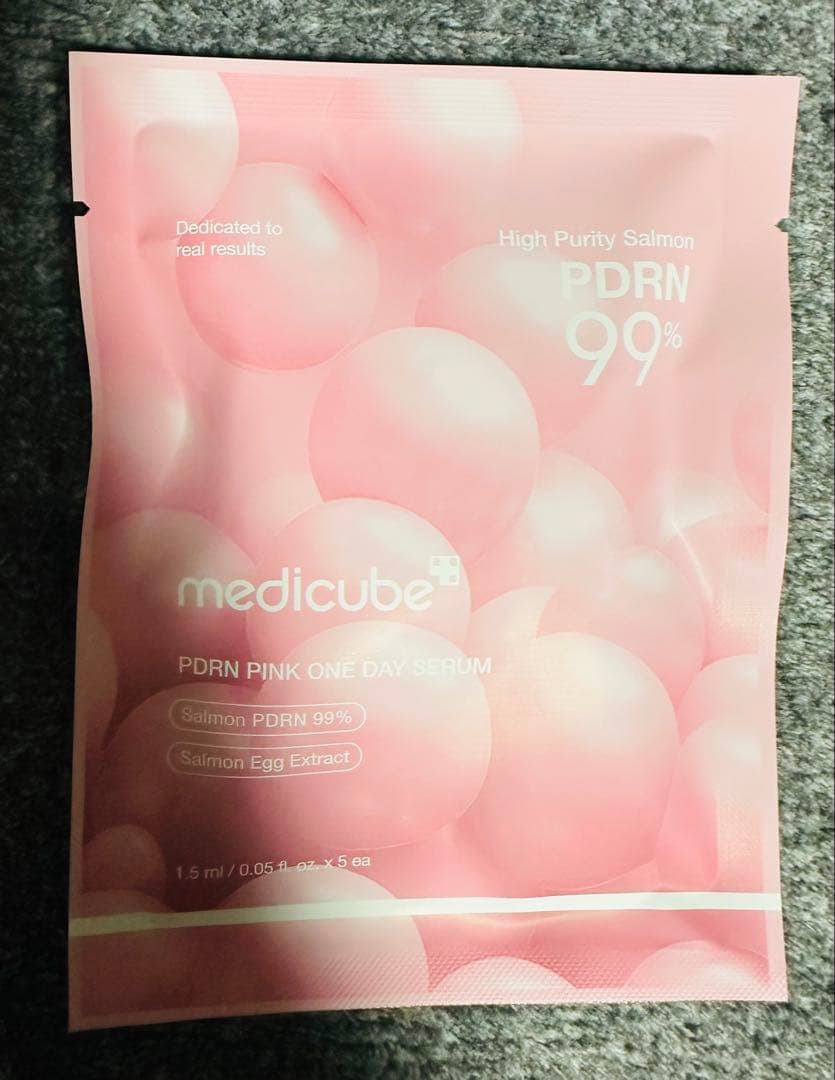 Dedicated to
real results
High Purity Salmon
PDRN
99%
medicube
PDRN PINK ONE DAY SERUM
Salmon PDRN 99%
Salmon Egg Extract
1.5 ml / 0.05 fl. oz. x 5 ea